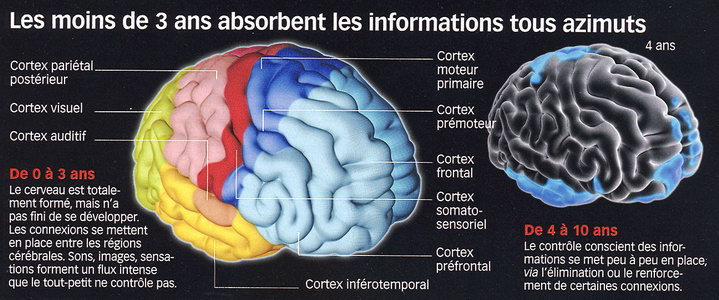 Les moins de 3 ans absorbent les informations tous azimuts
4 ans
Cortex pariétal
postérieur
Cortex visuel
Cortex auditif
Cortex
moteur
primaire
Cortex
prémoteur
Cortex
frontal
Cortex
somato-
sensoriel
Cortex
préfrontal
Cortex inférotemporal
De 0 à 3 ans
Le cerveau est totale-
ment formé, mais n'a
pas fini de se développer.
Les connexions se mettent
en place entre les régions
cérébrales. Sons, images, sensa-
tions forment un flux intense
que le tout-petit ne contrôle pas.
De 4 à 10 ans
Le contrôle conscient des infor-
mations se met peu à peu en place,
via l'élimination ou le renforce-
ment de certaines connexions.